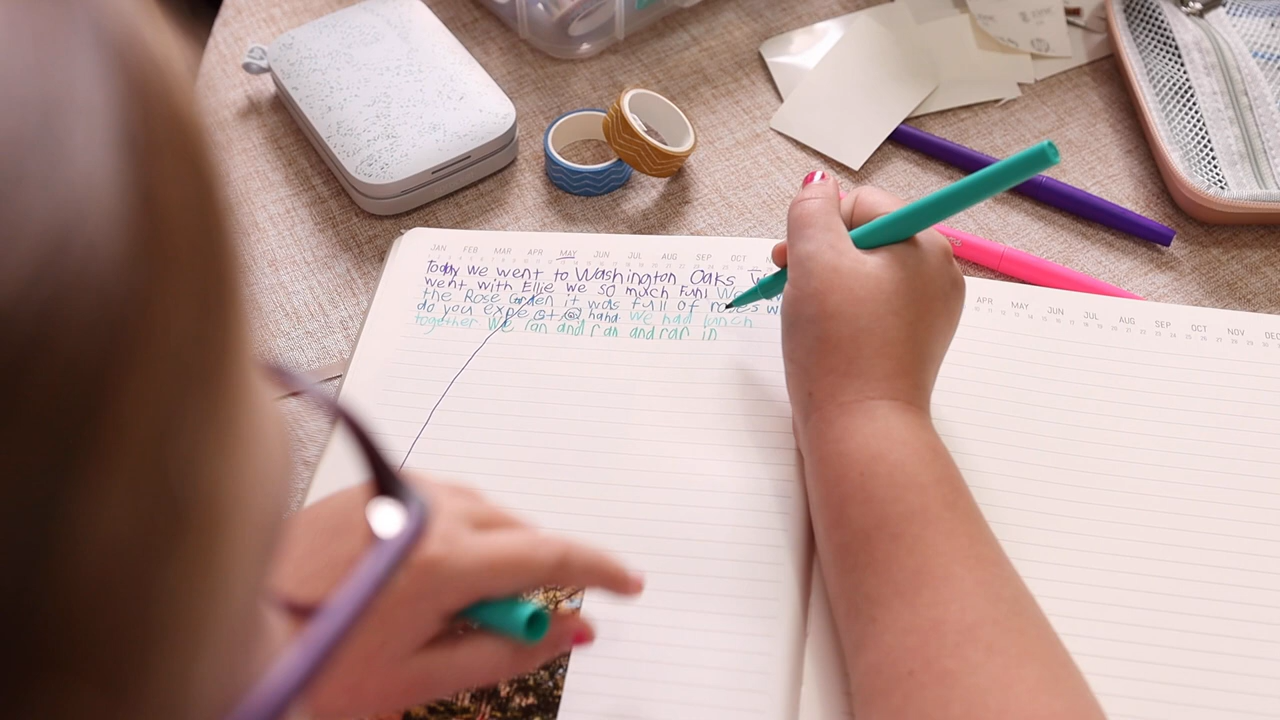 JAN FEB MAR APR MAY JUN JUL AUG SEP OCT
Today we went to Washington Oaks
went with Ellie we so much fun! We
the Rose Garden it was full of roses
do you expect haha We had lunch
together We ran and ran and ran in
APR MAY JUN JUL AUG SEP OCT NOV DEC